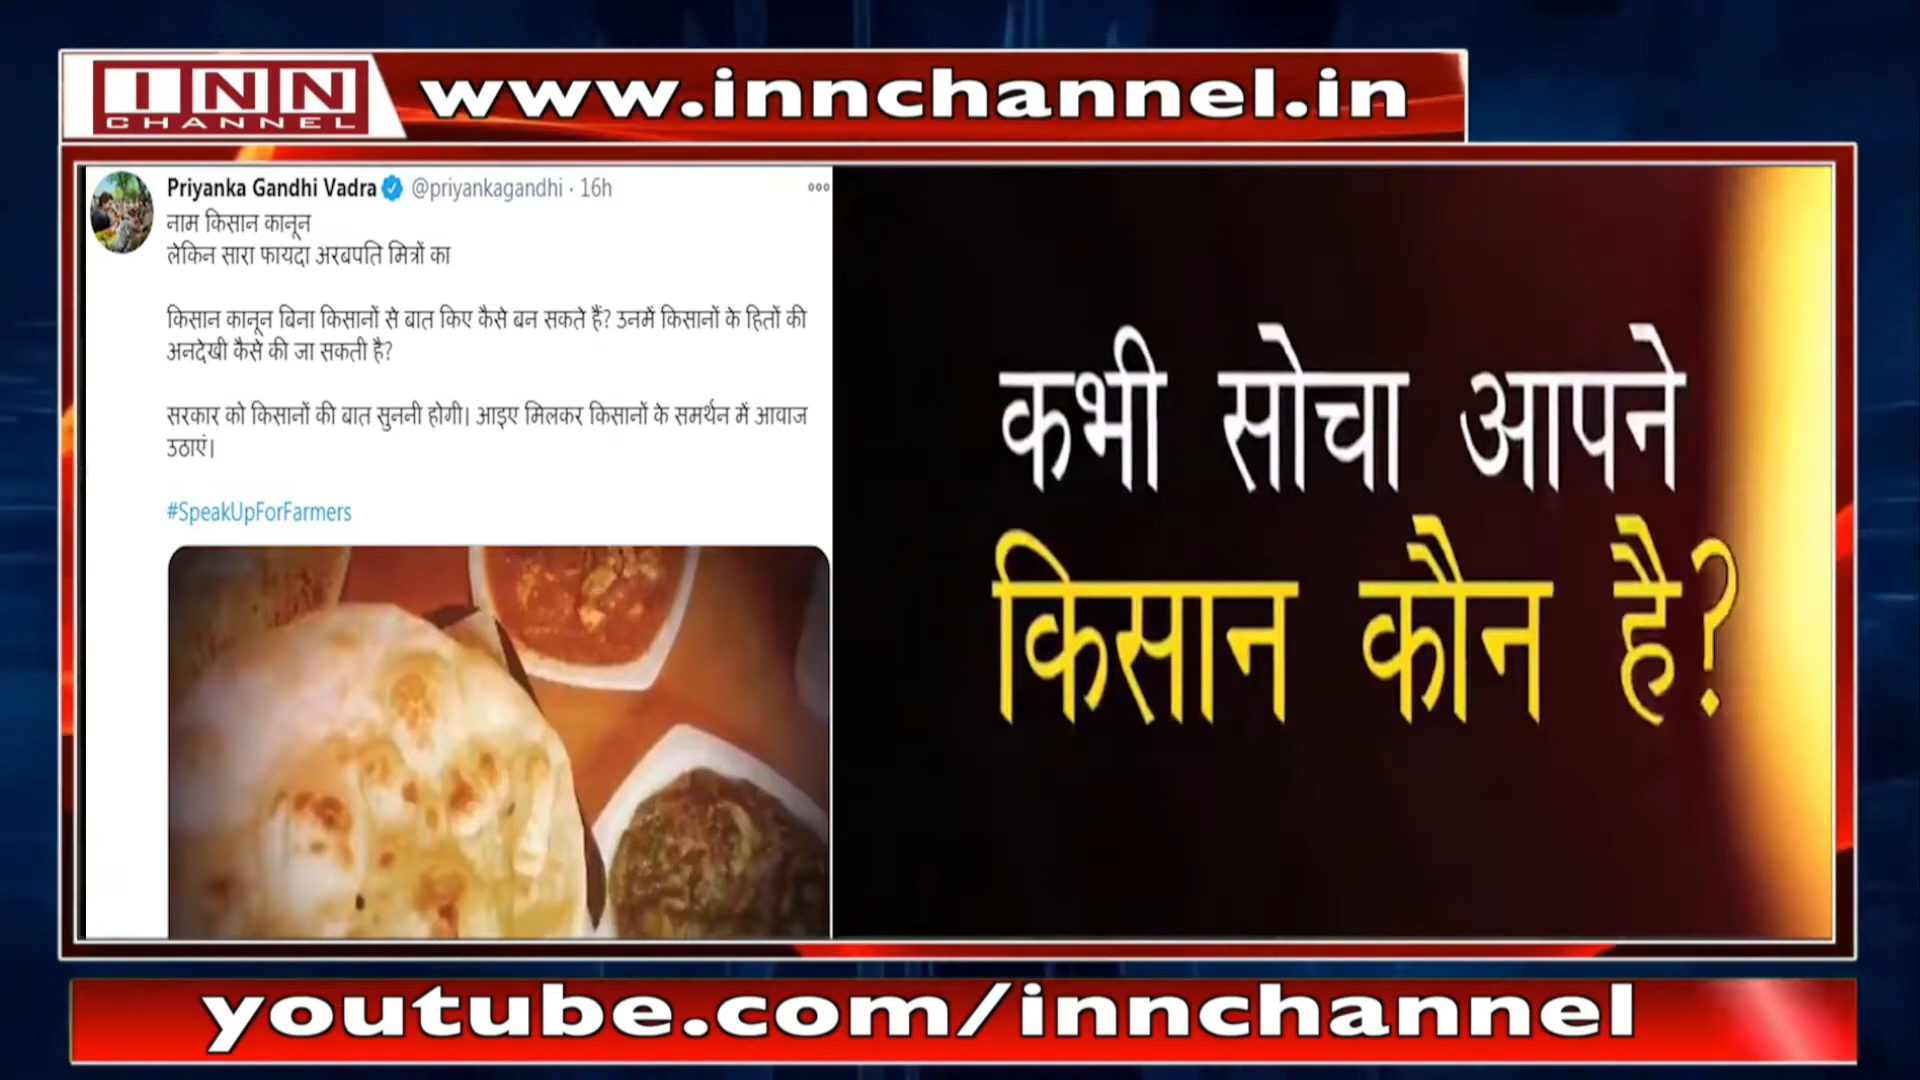 INN
CHANNEL
www.innchannel.in
Priyanka Gandhi Vadra @priyankagandhi · 16h
नाम किसान कानून
लेकिन सारा फायदा अरबपति मित्रों का
किसान कानून बिना किसानों से बात किए कैसे बन सकते हैं? उनमें किसानों के हितों की
अनदेखी कैसे की जा सकती है?
सरकार को किसानों की बात सुननी होगी। आइए मिलकर किसानों के समर्थन में आवाज
उठाएं।
#SpeakUpForFarmers
कभी सोचा आपने
किसान कौन है?
youtube.com/innchannel